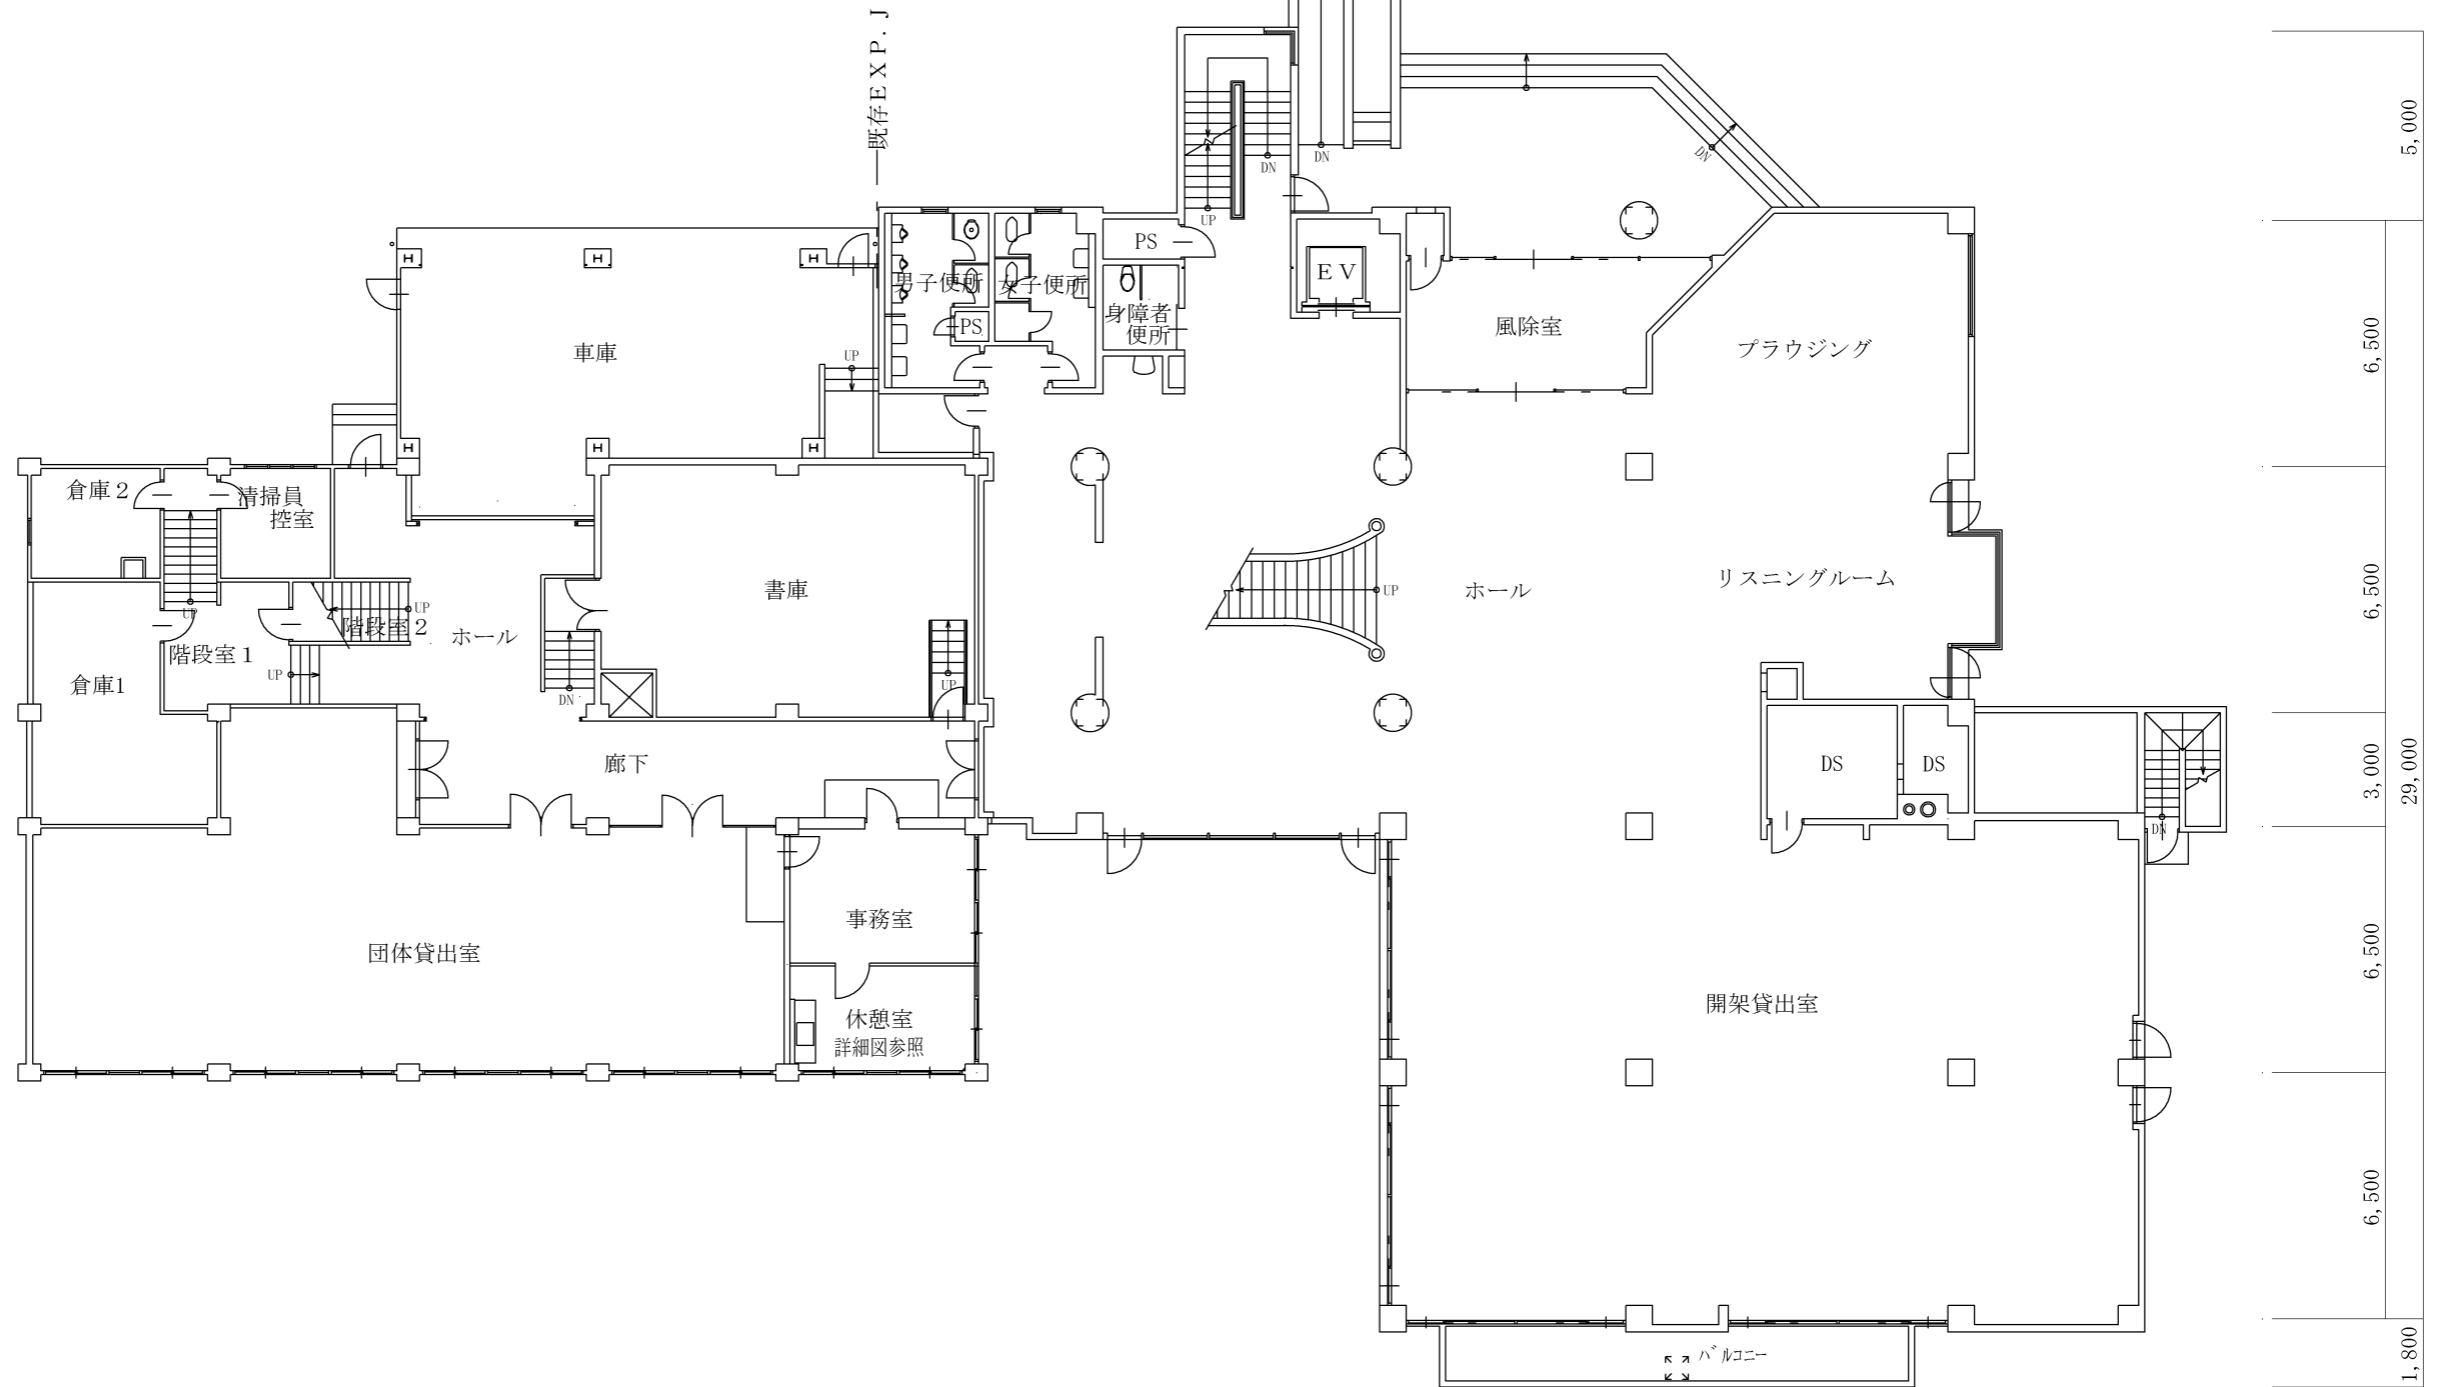 既存ＥＸＰ.Ｊ
5,000
DN
DN
DN
UP
PS
ＥＶ
男子便所
女子便所
PS
身障者
便所
風除室
プラウジング
6,500
車庫
UP
倉庫２
清掃員
控室
UP
階段室１
UP
階段室２
UP
ホール
DN
書庫
UP
UP
ホール
リスニングルーム
6,500
倉庫1
廊下
DS
DS
DN
3,000
29,000
事務室
団体貸出室
休憩室
詳細図参照
開架貸出室
6,500
6,500
バルコニー
1,800